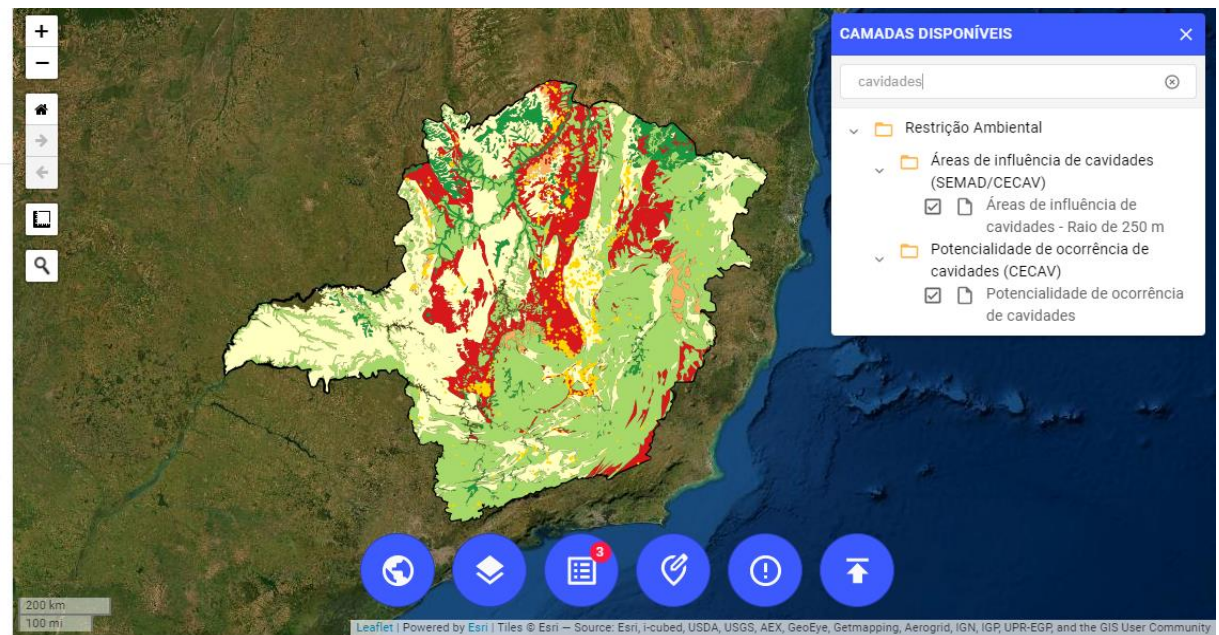 +
−
CAMADAS DISPONÍVEIS
cavidades
Restrição Ambiental
Áreas de influência de cavidades
(SEMAD/CECAV)
Áreas de influência de
cavidades - Raio de 250 m
Potencialidade de ocorrência de
cavidades (CECAV)
Potencialidade de ocorrência
de cavidades
3
200 km
100 mi
Leaflet | Powered by Esri | Tiles © Esri — Source: Esri, i-cubed, USDA, USGS, AEX, GeoEye, Getmapping, Aerogrid, IGN, IGP, UPR-EGP, and the GIS User Community